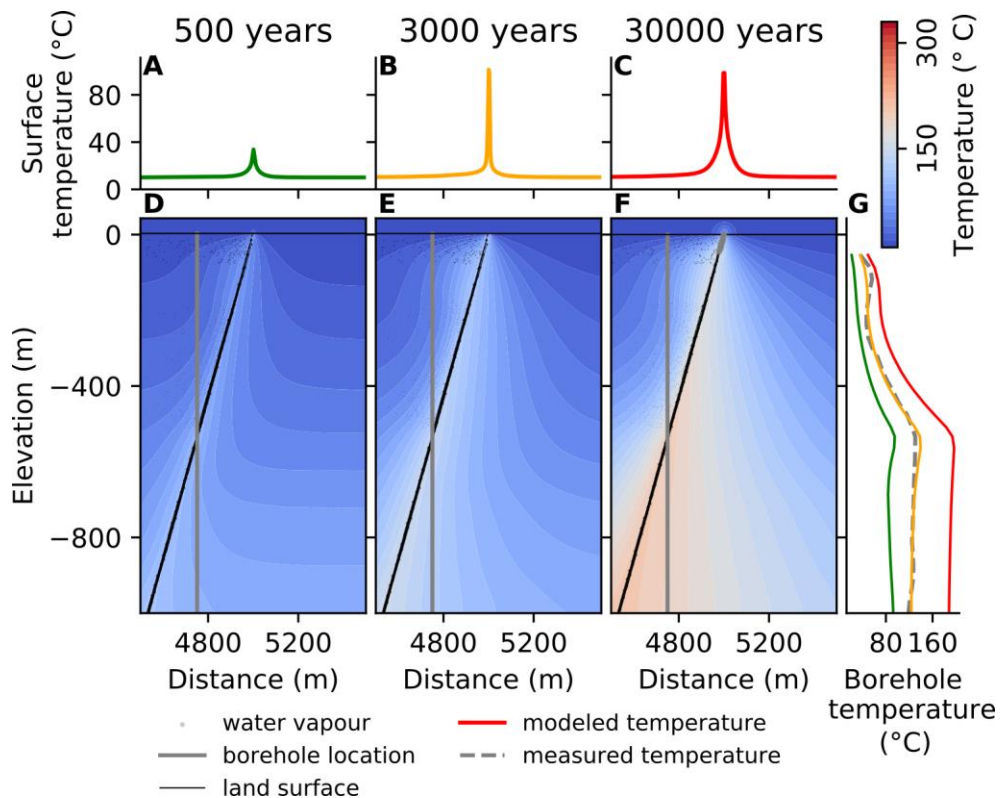 500 years
3000 years
30000 years
Surface
temperature (°C)
80
40
0
A
B
C
300
150
Temperature (° C)
D
E
F
G
Elevation (m)
0
−400
−800
4800 5200
4800 5200
4800 5200
80 160
Distance (m)
Distance (m)
Distance (m)
Borehole
temperature
(°C)
water vapour
borehole location
land surface
modeled temperature
measured temperature